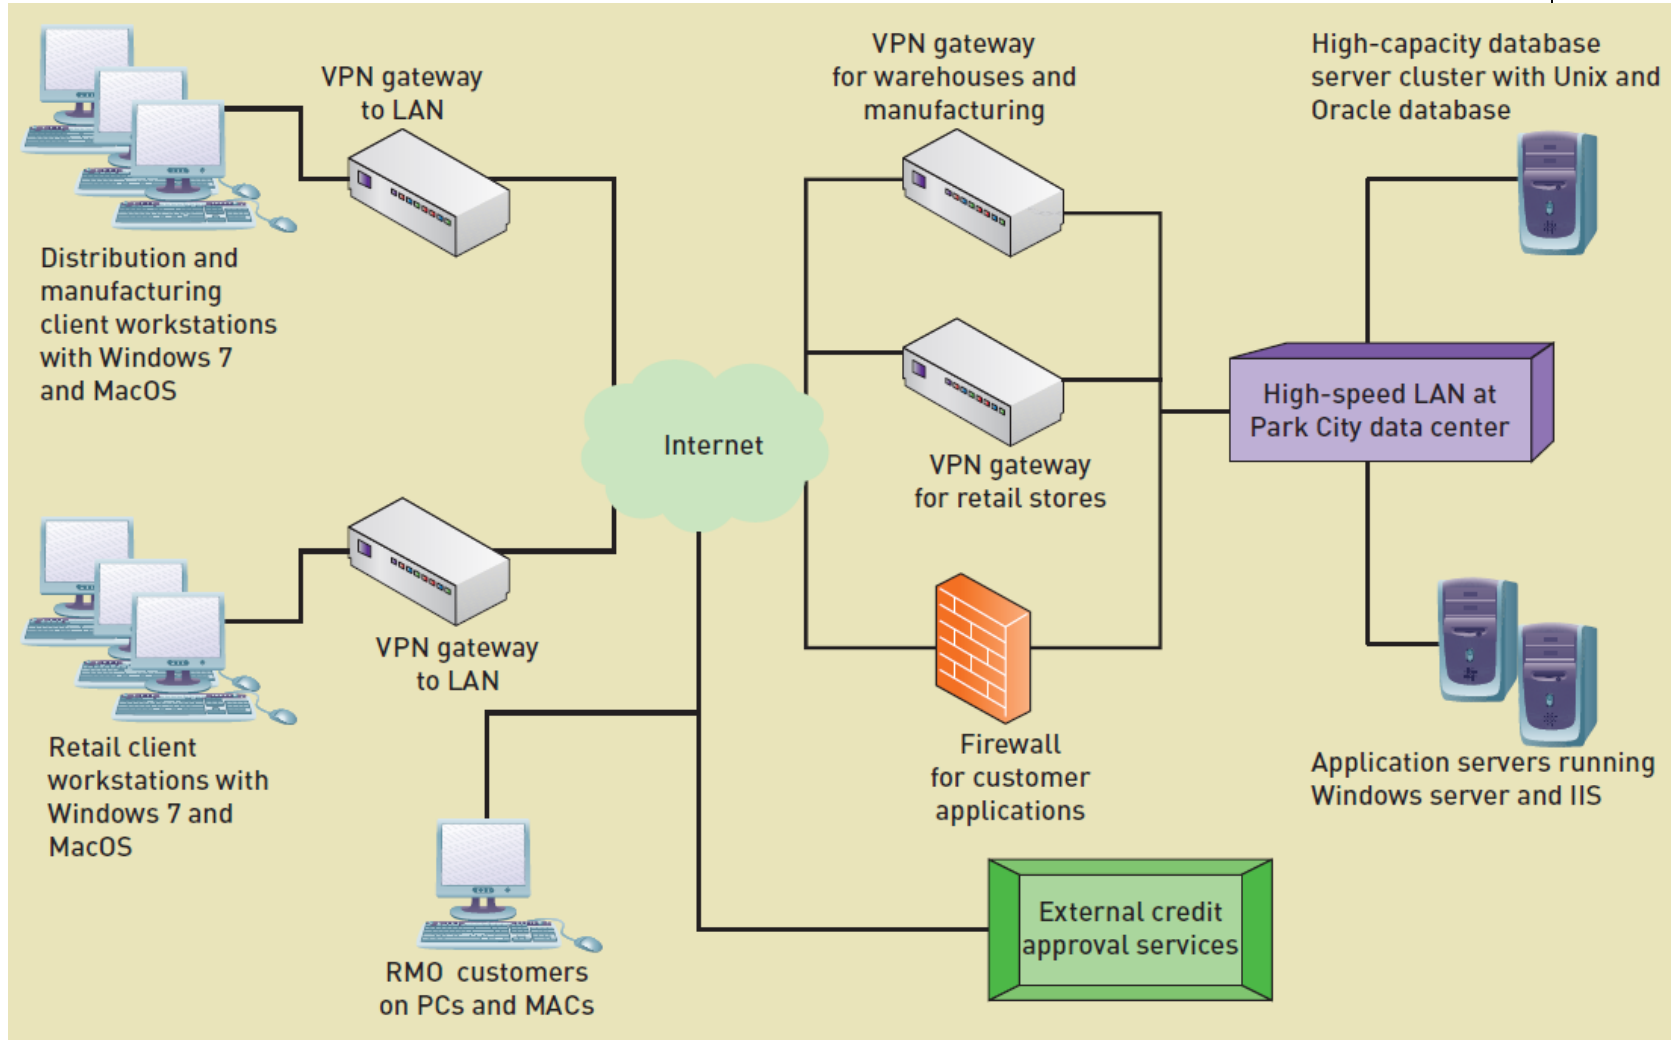 VPN gateway
to LAN
VPN gateway
for warehouses and
manufacturing
High-capacity database
server cluster with Unix and
Oracle database
Distribution and
manufacturing
client workstations
with Windows 7
and MacOS
Internet
High-speed LAN at
Park City data center
VPN gateway
for retail stores
VPN gateway
to LAN
Retail client
workstations with
Windows 7 and
MacOS
Firewall
for customer
applications
Application servers running
Windows server and IIS
External credit
approval services
RMO customers
on PCs and MACs